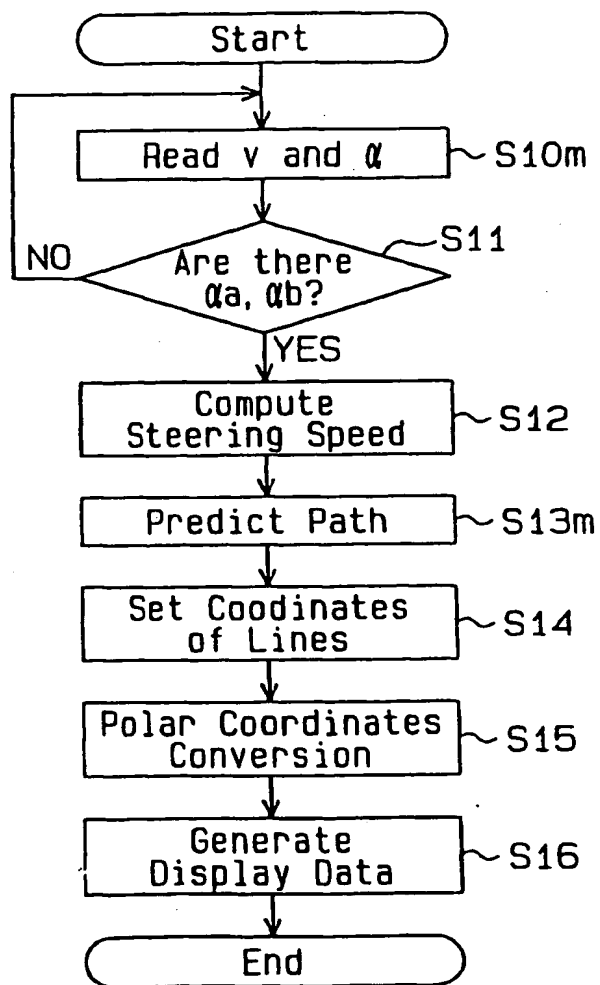 Start
Read v and α
S10m
Are there
αa, αb?
S11
NO
YES
Compute
Steering Speed
S12
Predict Path
S13m
Set Coodinates
of Lines
S14
Polar Coordinates
Conversion
S15
Generate
Display Data
S16
End